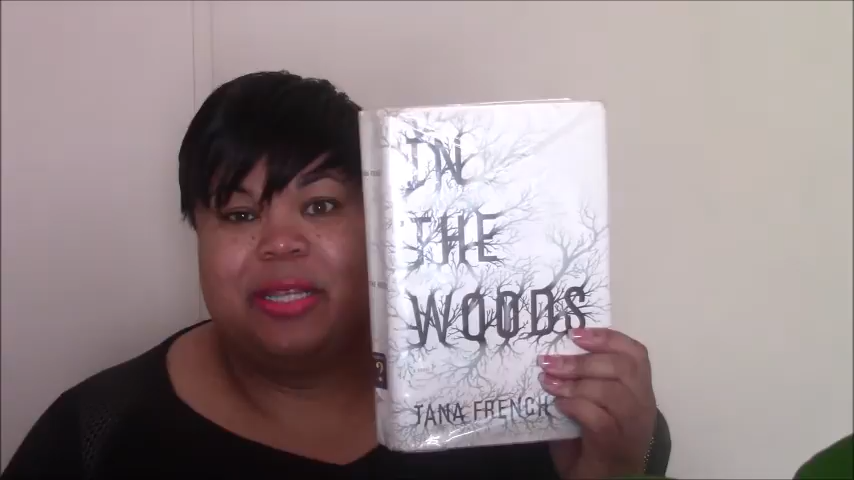 IN
THE
WOODS
TANA FRENCH
?